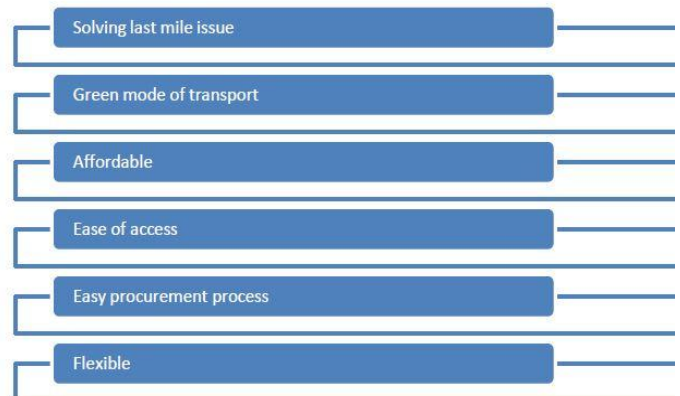 Solving last mile issue
Green mode of transport
Affordable
Ease of access
Easy procurement process
Flexible